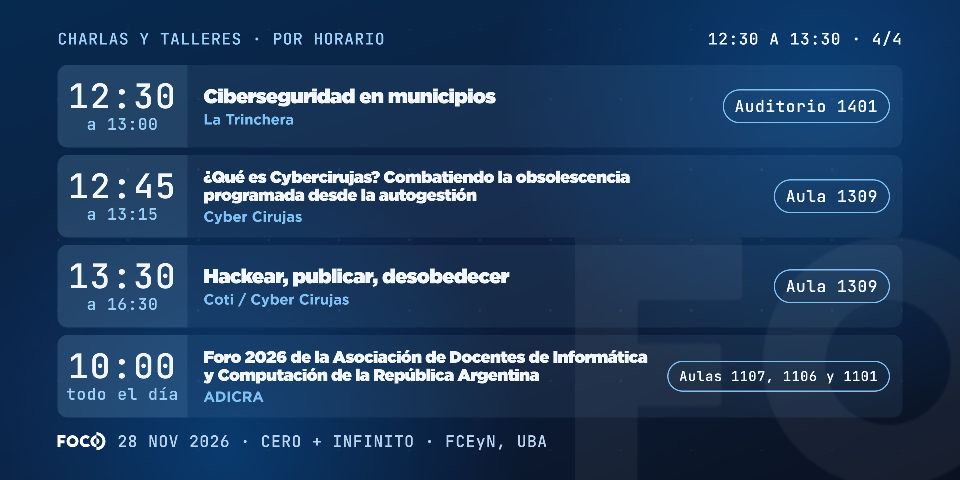 CHARLAS Y TALLERES · POR HORARIO
12:30 A 13:30 · 4/4
12:30
a 13:00
Ciberseguridad en municipios
La Trinchera
Auditorio 1401
12:45
a 13:15
¿Qué es Cybercirujas? Combatiendo la obsolescencia
programada desde la autogestión
Cyber Cirujas
Aula 1309
13:30
a 16:30
Hackear, publicar, desobedecer
Coti / Cyber Cirujas
Aula 1309
10:00
todo el día
Foro 2026 de la Asociación de Docentes de Informática
y Computación de la República Argentina
ADICRA
Aulas 1107, 1106 y 1101
FOCO 28 NOV 2026 · CERO + INFINITO · FCEyN, UBA